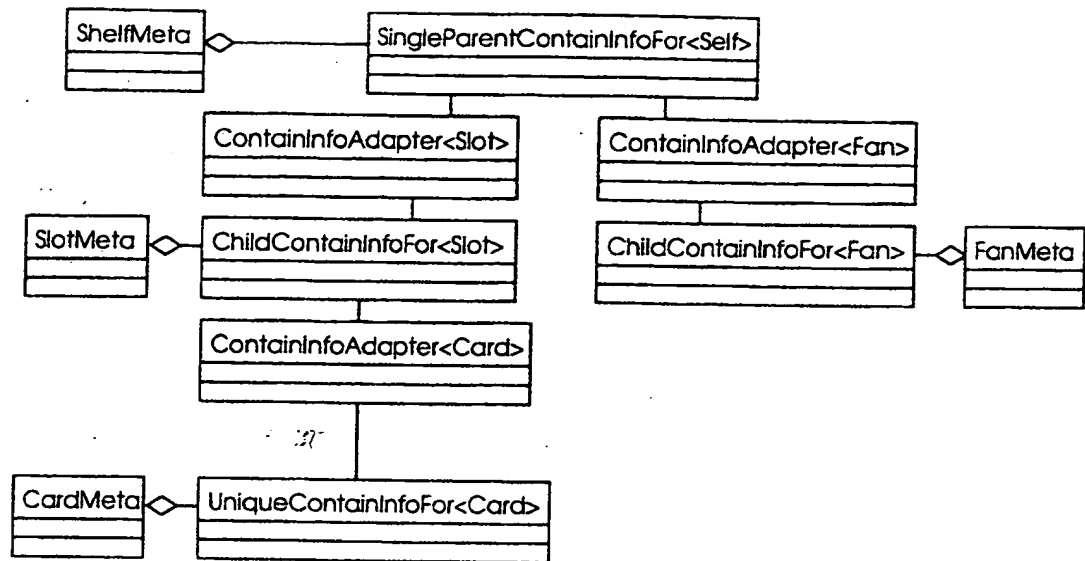 ShelfMeta
SingleParentContainInfoFor<Self>
ContainInfoAdapter<Slot>
ContainInfoAdapter<Fan>
SlotMeta
ChildContainInfoFor<Slot>
ChildContainInfoFor<Fan>
FanMeta
ContainInfoAdapter<Card>
CardMeta
UniqueContainInfoFor<Card>